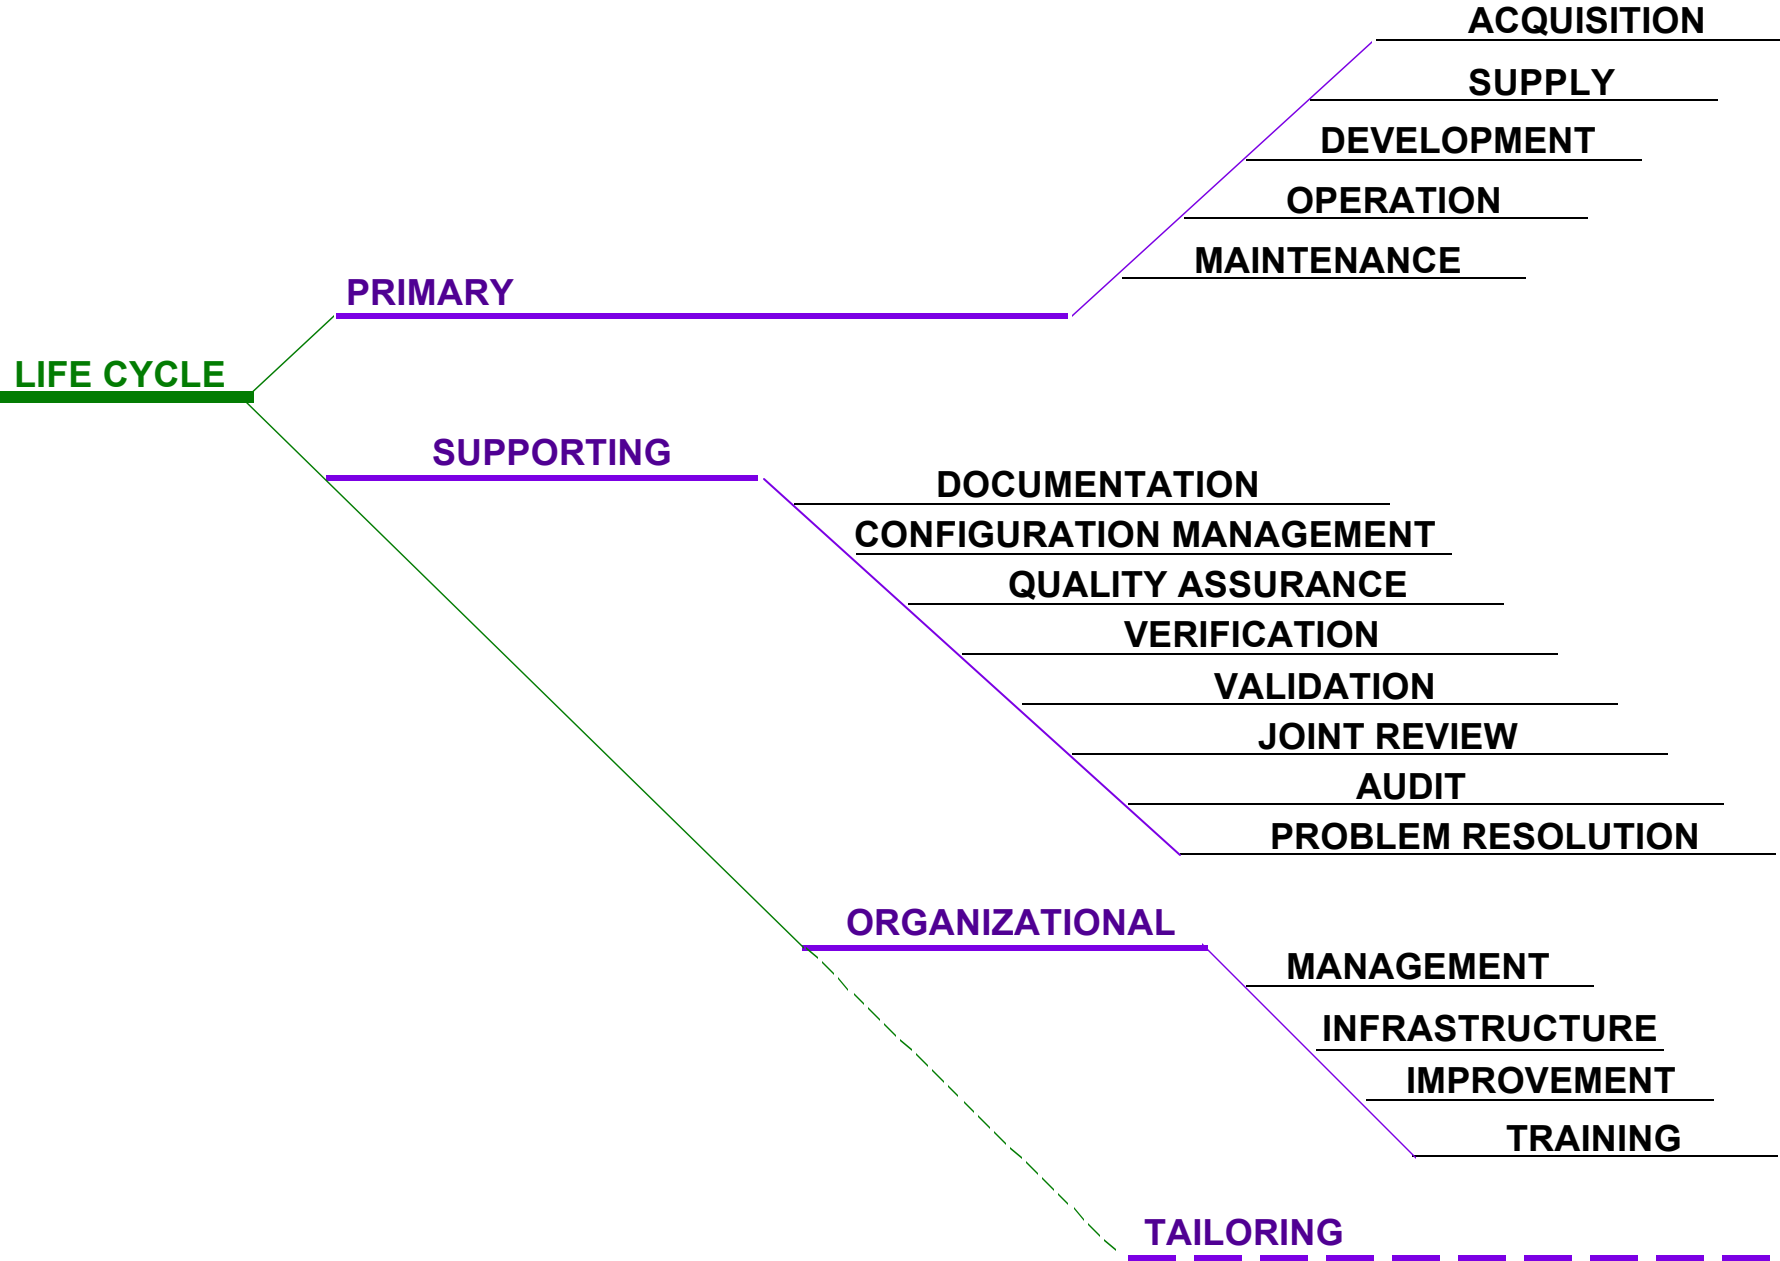 ACQUISITION
SUPPLY
DEVELOPMENT
OPERATION
MAINTENANCE
PRIMARY
LIFE CYCLE
SUPPORTING
DOCUMENTATION
CONFIGURATION MANAGEMENT
QUALITY ASSURANCE
VERIFICATION
VALIDATION
JOINT REVIEW
AUDIT
PROBLEM RESOLUTION
ORGANIZATIONAL
MANAGEMENT
INFRASTRUCTURE
IMPROVEMENT
TRAINING
TAILORING